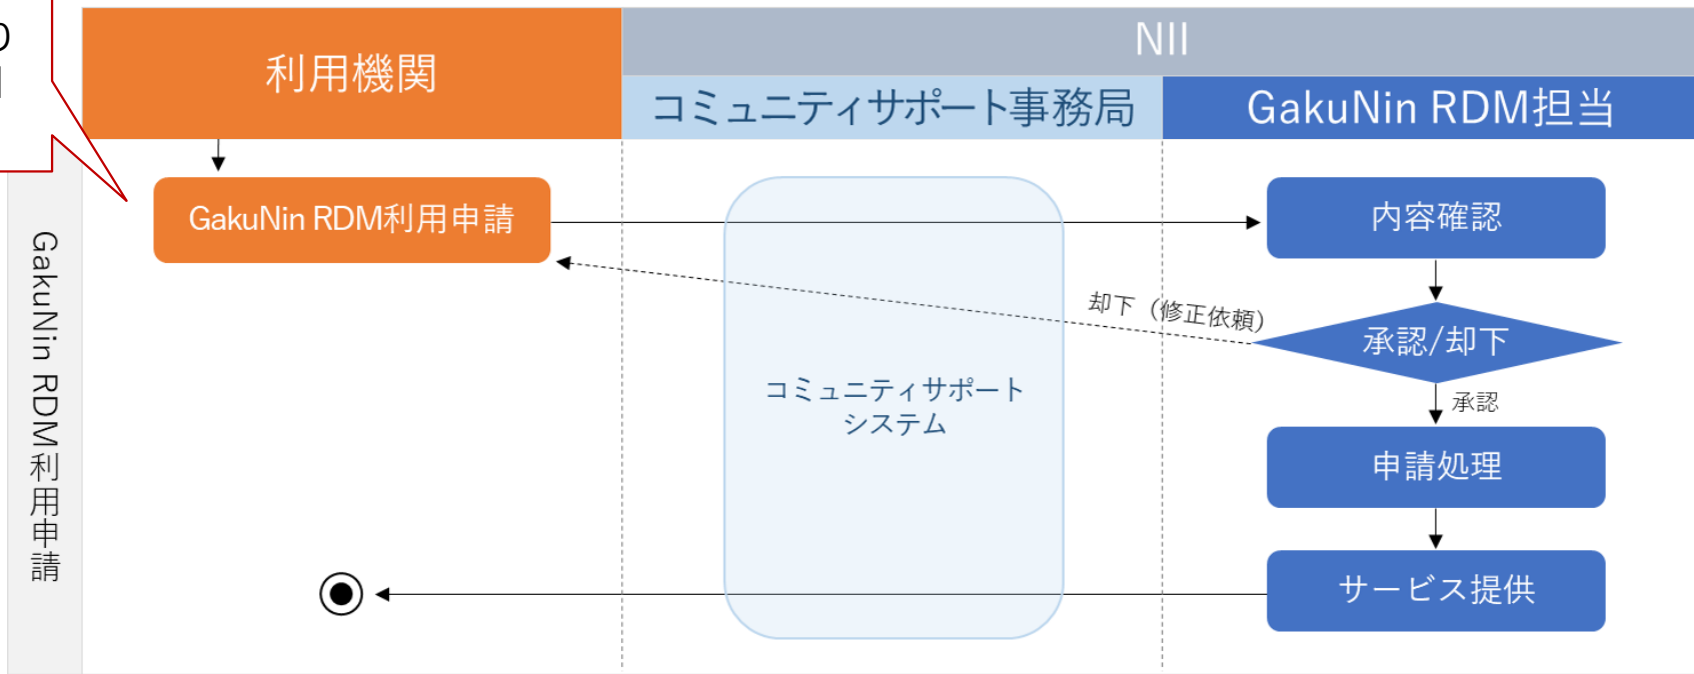 利用機関
NII
コミュニティサポート事務局
GakuNin RDM担当
GakuNin RDM利用申請
GakuNin RDM利用申請
内容確認
却下（修正依頼）
承認/却下
承認
コミュニティサポート
システム
申請処理
サービス提供